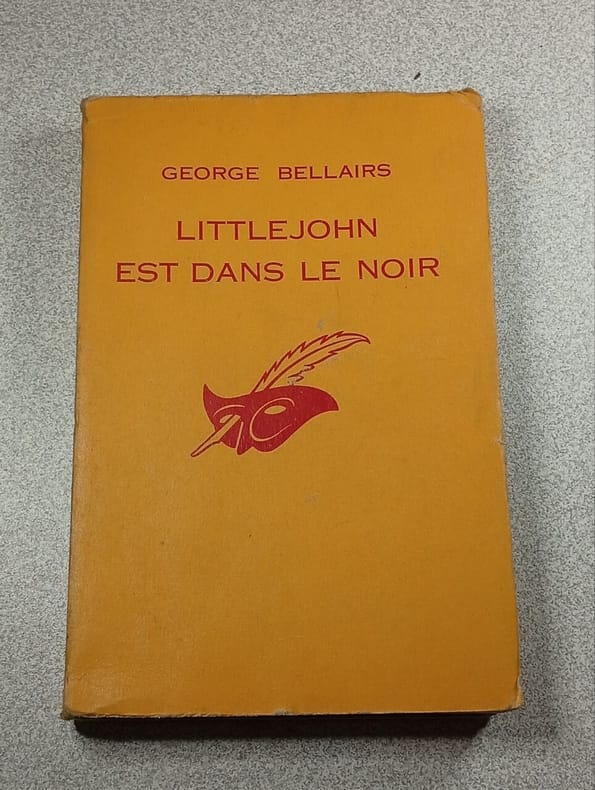 GEORGE BELLAIRS
LITTLEJOHN
EST DANS LE NOIR